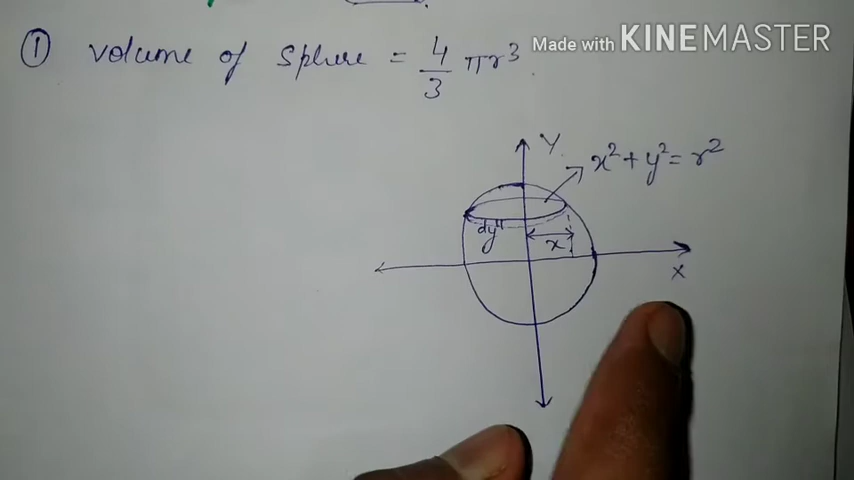 ① volume of sphere = 4/3 πr³.
Made with KINEMASTER
Y
x² + y² = r²
dy
x
X